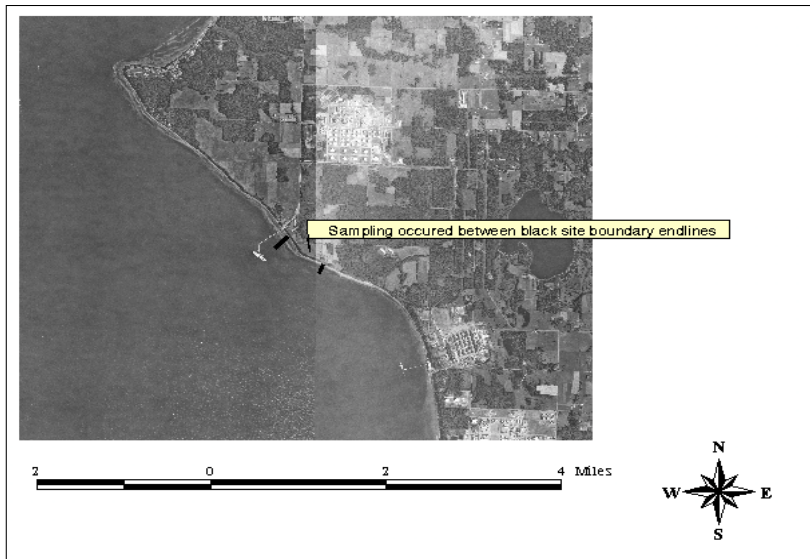 Sampling occured between black site boundary endlines
2 0 2 4 Miles
N
W E
S